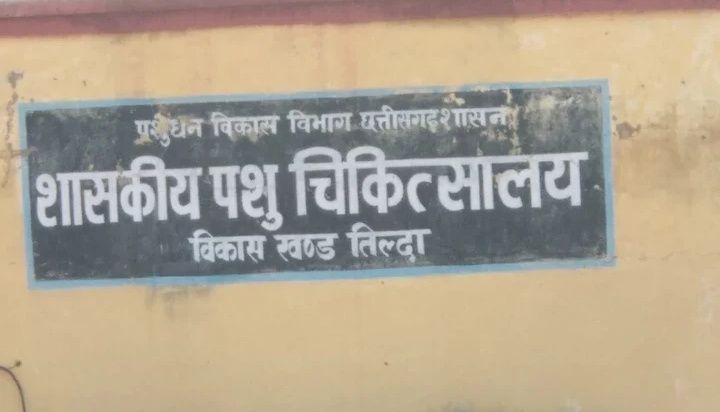 पशुधन विकास विभाग छत्तीसगढ़ शासन
शासकीय पशु चिकित्सालय
विकास खण्ड तिल्दा